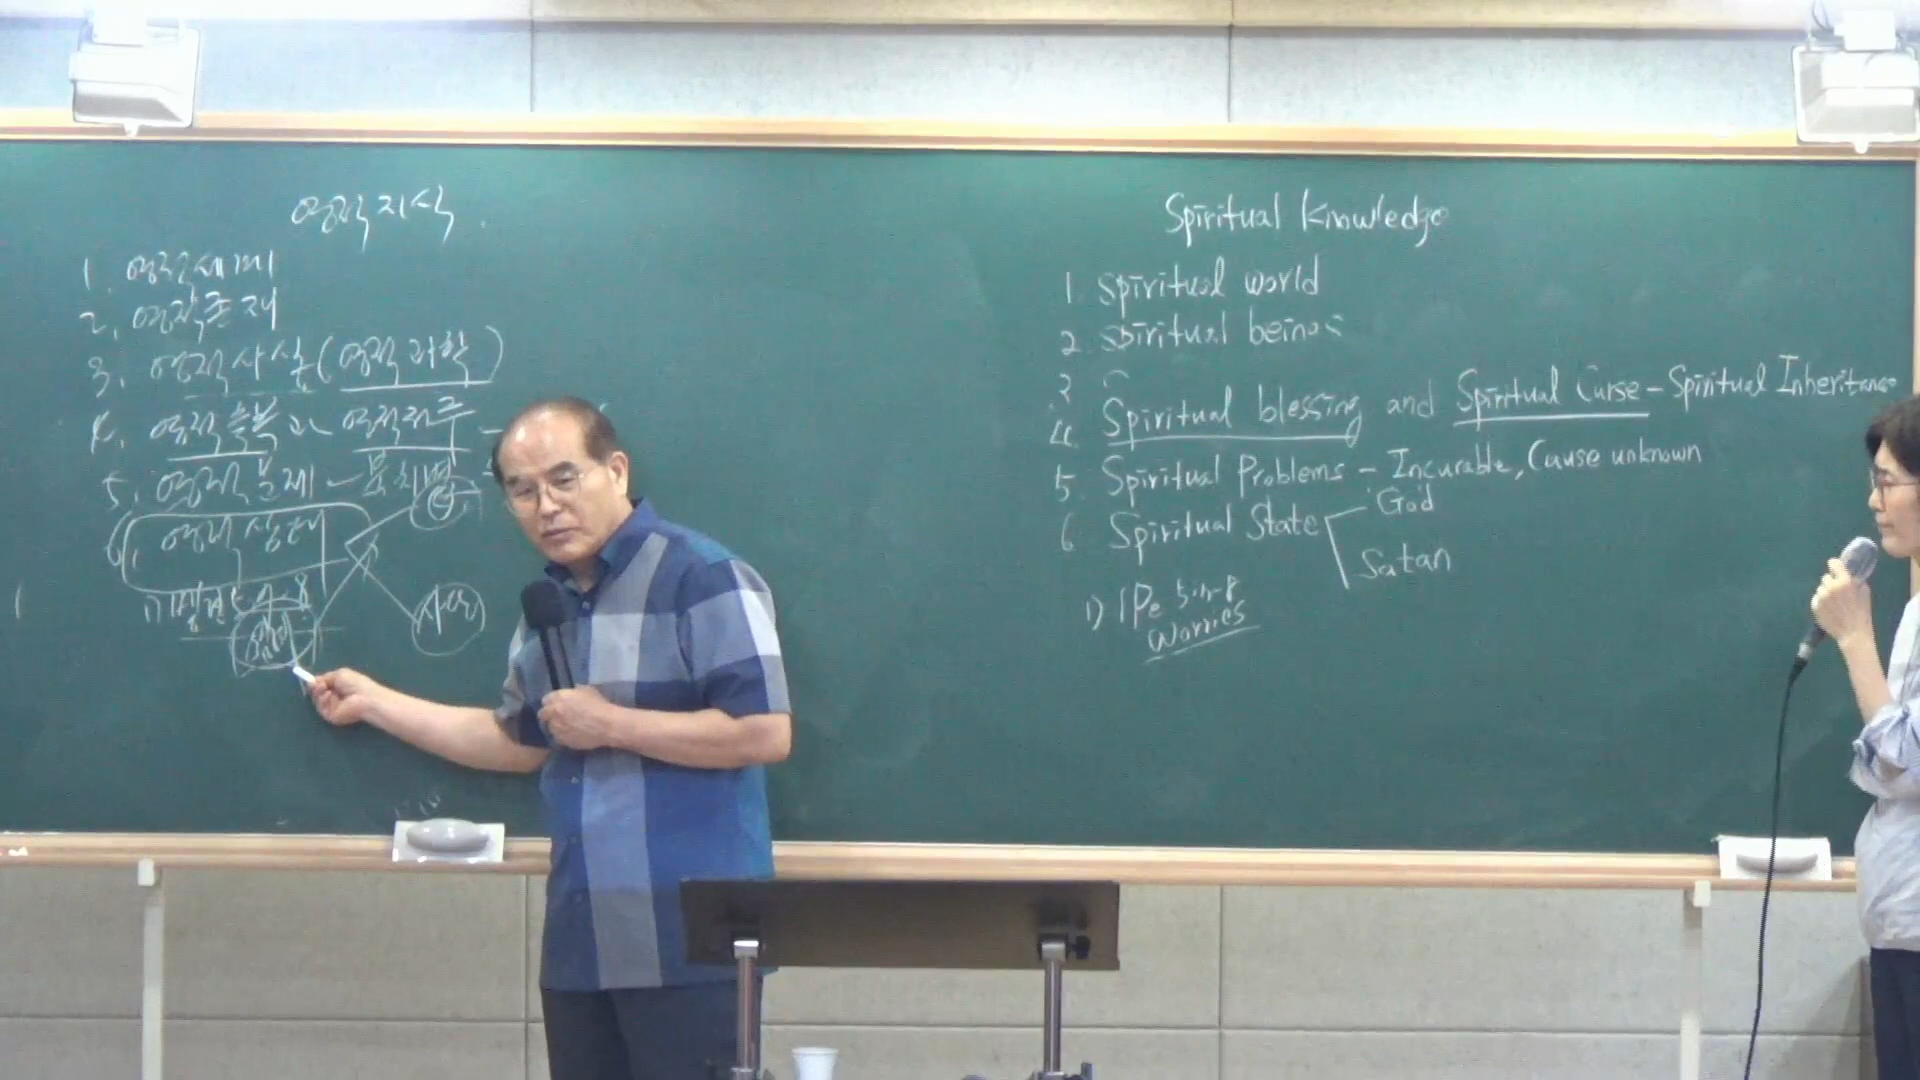 영적지식
1. 영적세계
2. 영적존재
3. 영적사실(영적과학)
4. 영적축복과 영적저주 -
5. 영적문제 - 불치병
6. 영적상태
사탄
Spiritual Knowledge
1. Spiritual world
2. Spiritual beings
3
4. Spiritual blessing and Spiritual Curse - Spiritual Inheritance
5. Spiritual Problems - Incurable, Cause unknown
6 Spiritual State
God
Satan
1) 1Pe 5:7-8
Worries